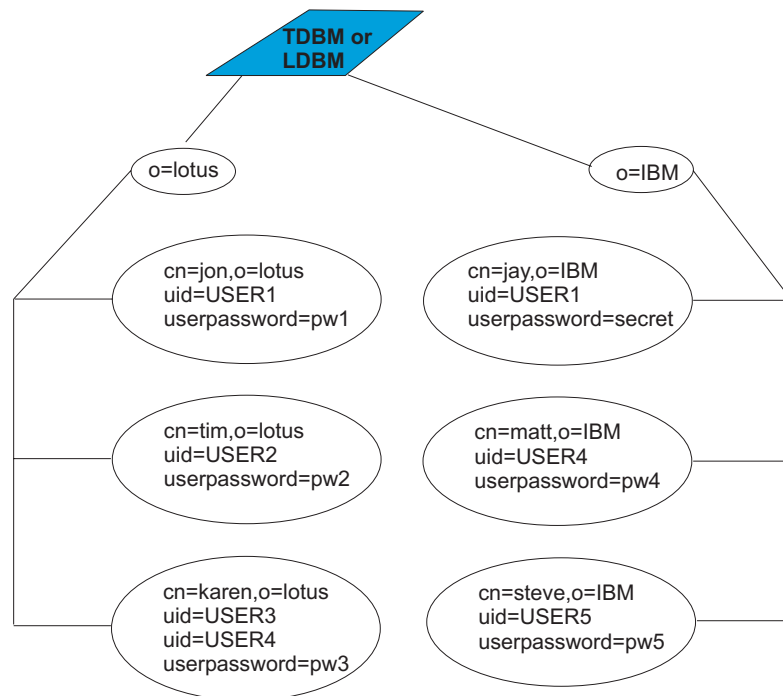 TDBM or
LDBM
o=lotus
o=IBM
cn=jon,o=lotus
uid=USER1
userpassword=pw1
cn=jay,o=IBM
uid=USER1
userpassword=secret
cn=tim,o=lotus
uid=USER2
userpassword=pw2
cn=matt,o=IBM
uid=USER4
userpassword=pw4
cn=karen,o=lotus
uid=USER3
uid=USER4
userpassword=pw3
cn=steve,o=IBM
uid=USER5
userpassword=pw5